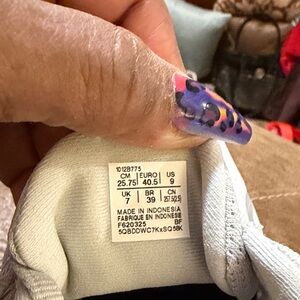 1012B775
CM EURO US
25.75 40.5 9
UK BR CN
7 39 257.5(2.5)
MADE IN INDONESIA
FABRIQUÉ EN INDONESIE
F620325 BF